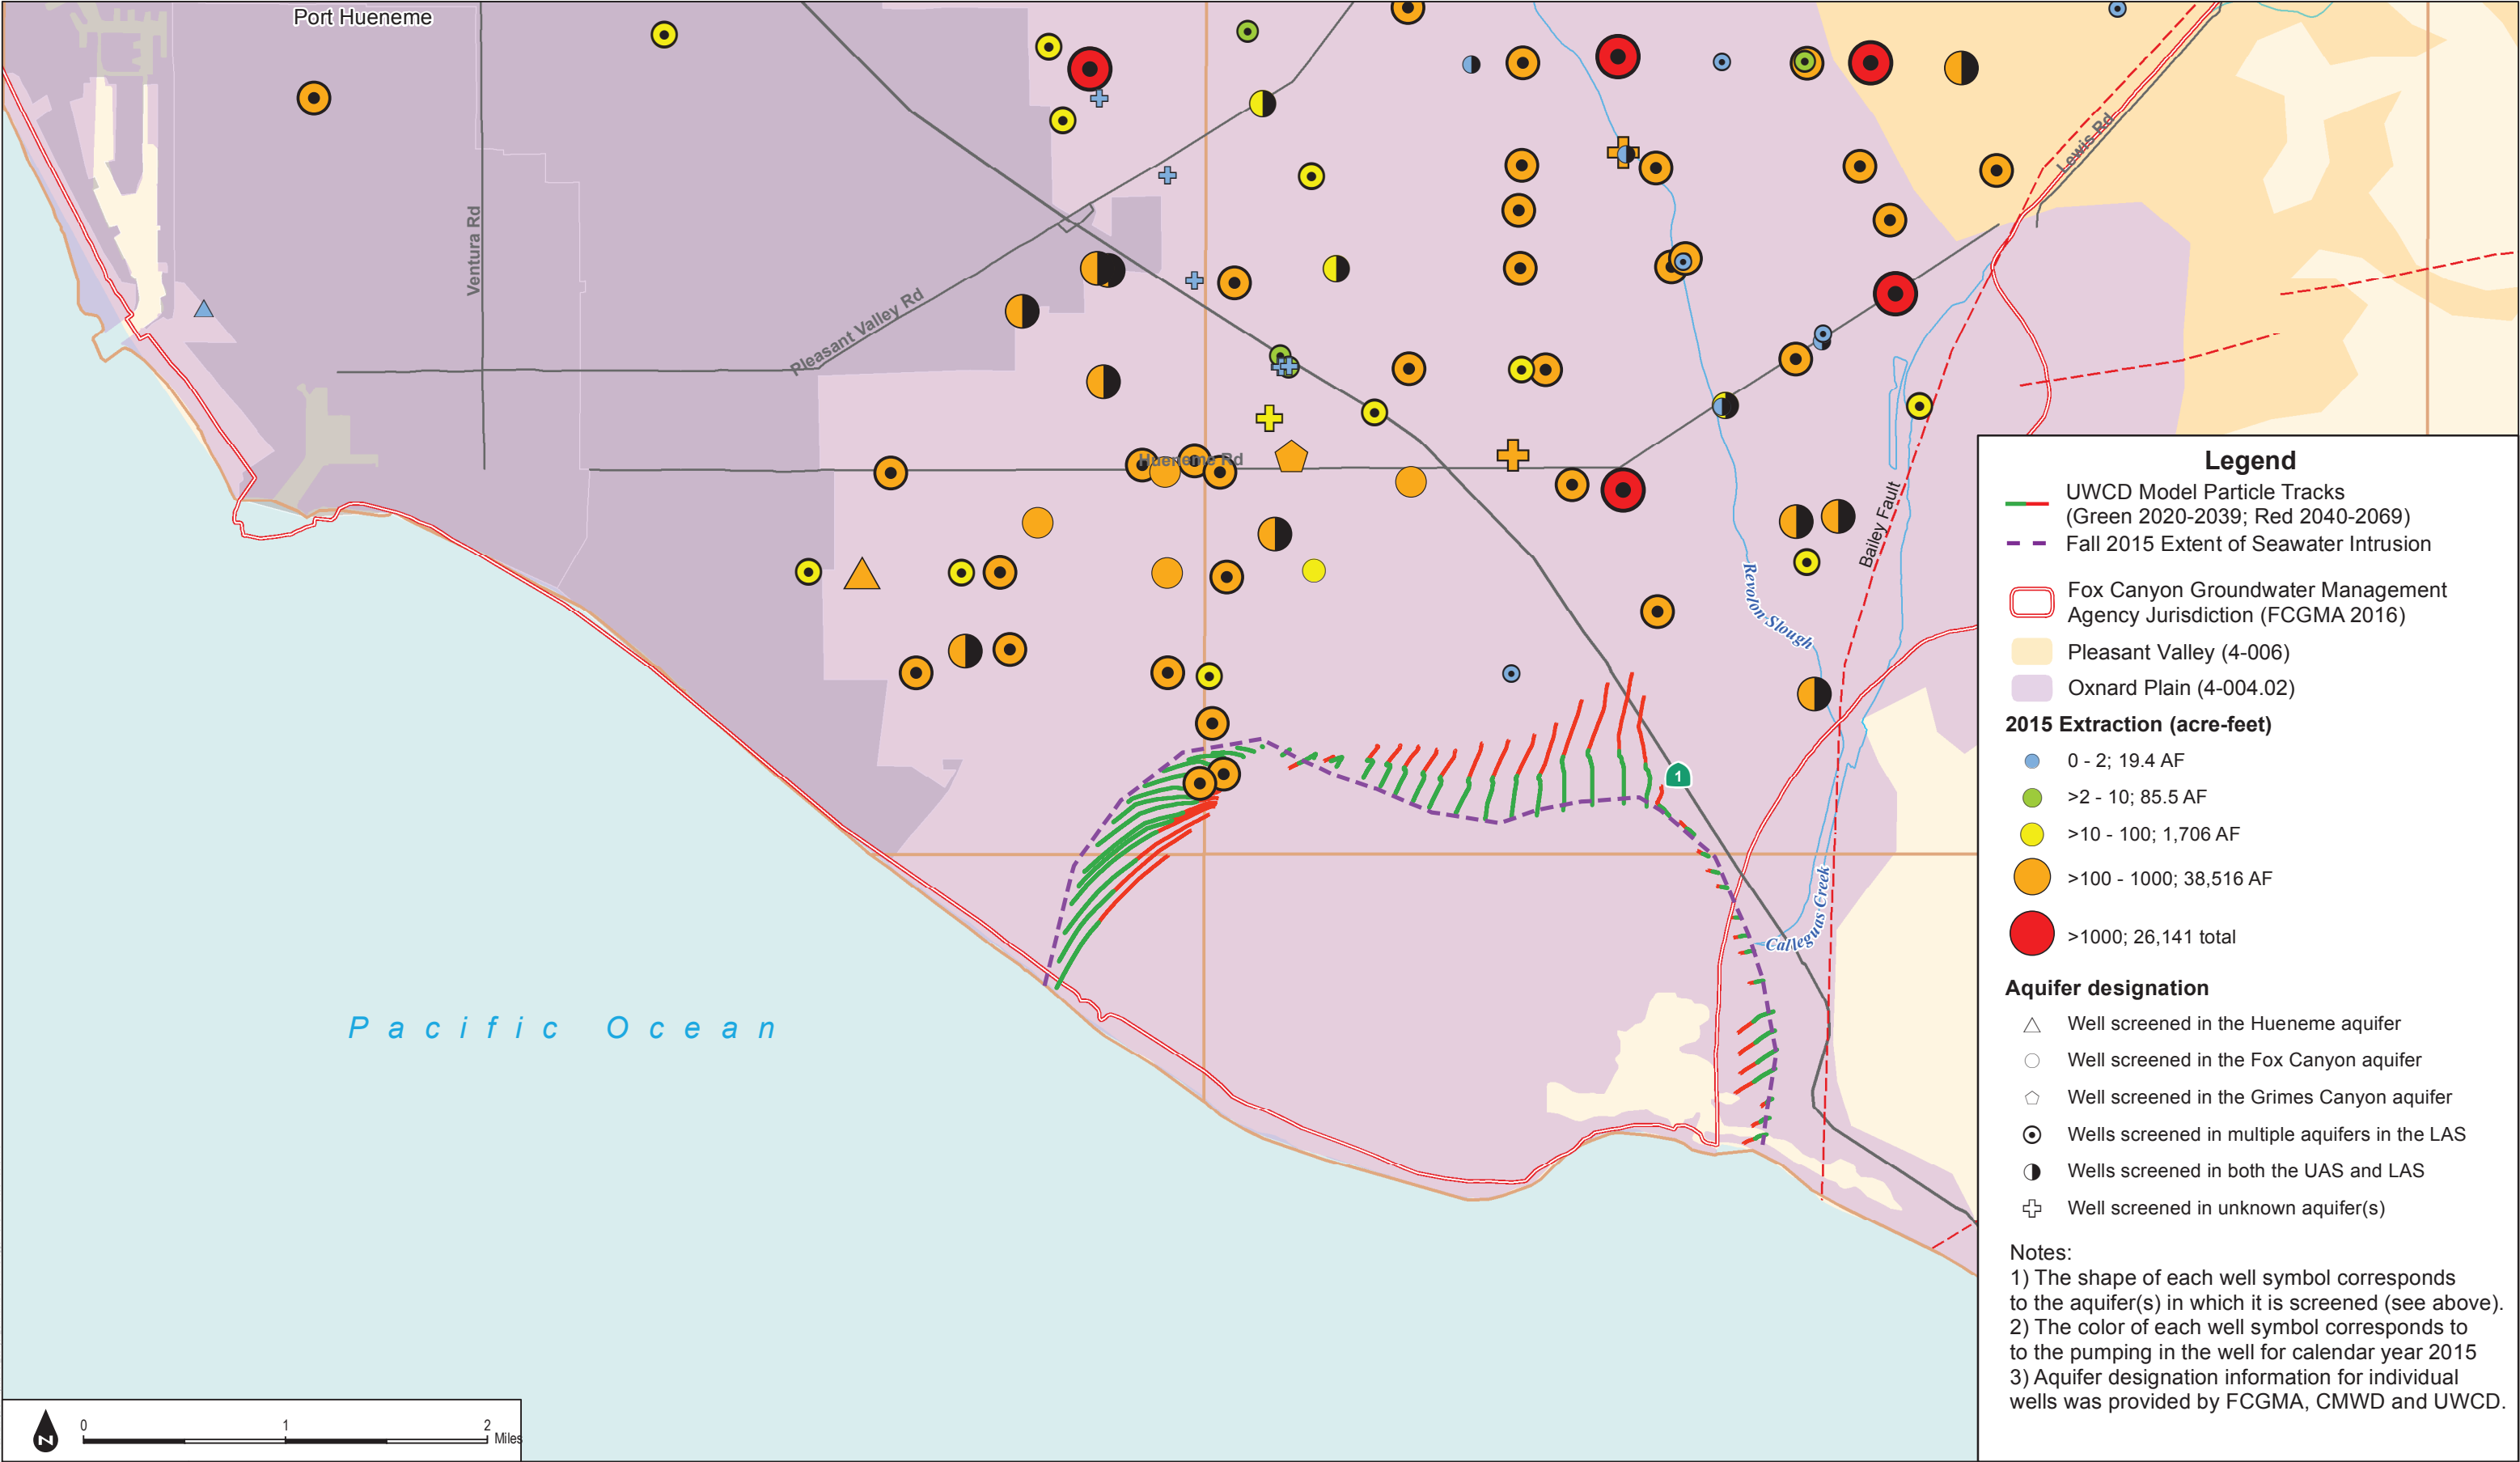 Port Hueneme
Lewis Rd
Ventura Rd
Pleasant Valley Rd
Hueneme Rd
Bailey Fault
Revolon Slough
1
Calleguas Creek
Pacific Ocean
N
0 1 2
Miles
Legend
UWCD Model Particle Tracks
(Green 2020-2039; Red 2040-2069)
Fall 2015 Extent of Seawater Intrusion
Fox Canyon Groundwater Management
Agency Jurisdiction (FCGMA 2016)
Pleasant Valley (4-006)
Oxnard Plain (4-004.02)
2015 Extraction (acre-feet)
0 - 2; 19.4 AF
>2 - 10; 85.5 AF
>10 - 100; 1,706 AF
>100 - 1000; 38,516 AF
>1000; 26,141 total
Aquifer designation
Well screened in the Hueneme aquifer
Well screened in the Fox Canyon aquifer
Well screened in the Grimes Canyon aquifer
Wells screened in multiple aquifers in the LAS
Wells screened in both the UAS and LAS
Well screened in unknown aquifer(s)
Notes:
1) The shape of each well symbol corresponds
to the aquifer(s) in which it is screened (see above).
2) The color of each well symbol corresponds to
to the pumping in the well for calendar year 2015
3) Aquifer designation information for individual
wells was provided by FCGMA, CMWD and UWCD.